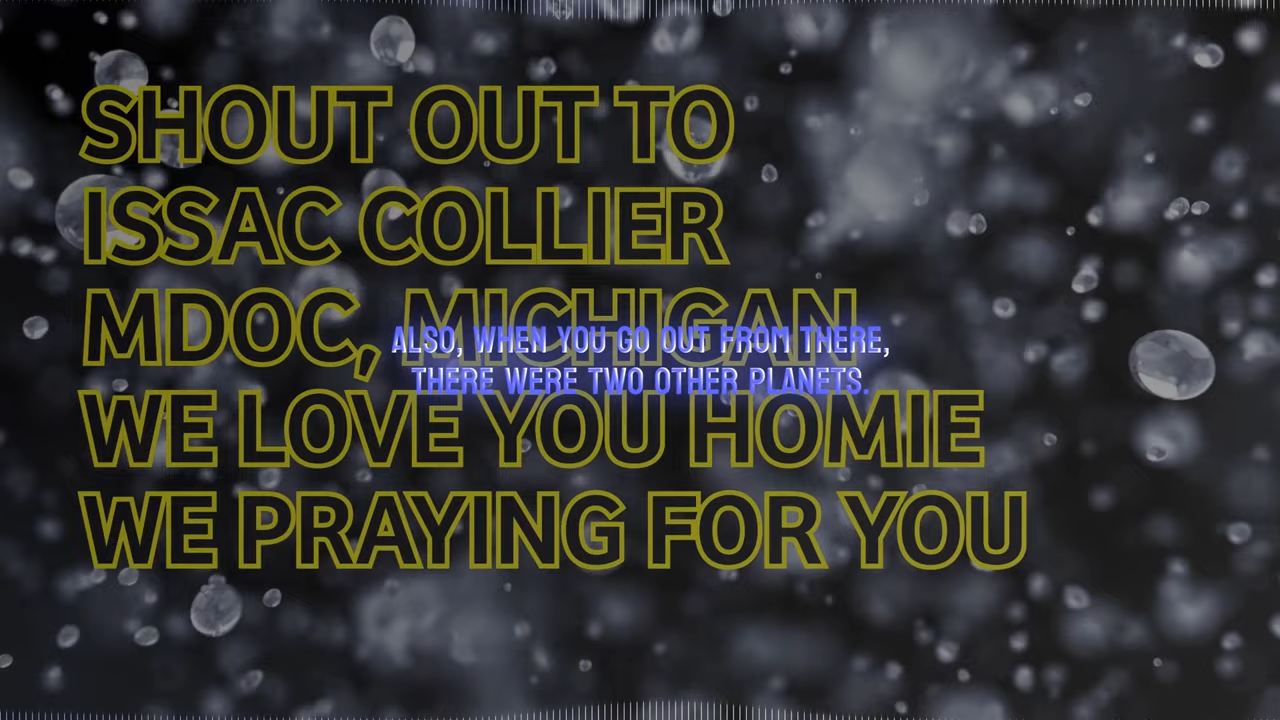 SHOUT OUT TO
ISSAC COLLIER
MDOC, MICHIGAN
ALSO, WHEN YOU GO OUT FROM THERE,
THERE WERE TWO OTHER PLANETS.
WE LOVE YOU HOMIE
WE PRAYING FOR YOU